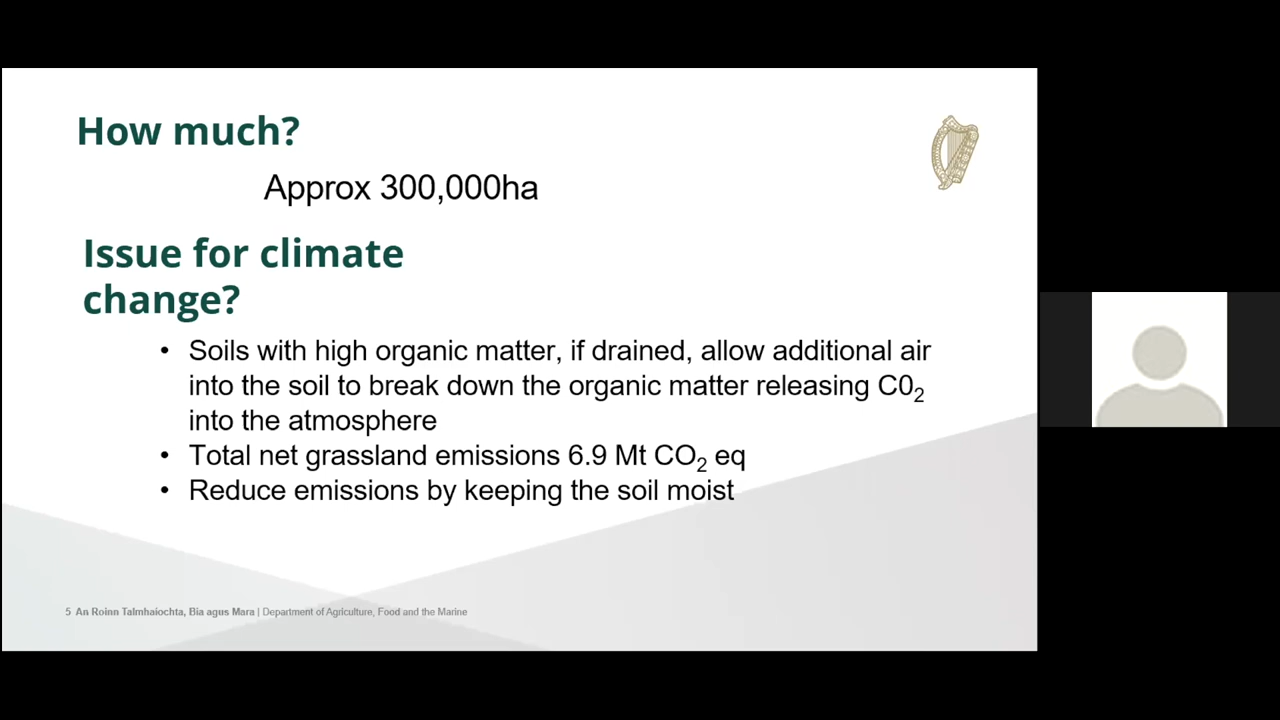 How much?
Approx 300,000ha
Issue for climate
change?
• Soils with high organic matter, if drained, allow additional air
into the soil to break down the organic matter releasing C0₂
into the atmosphere
• Total net grassland emissions 6.9 Mt CO₂ eq
• Reduce emissions by keeping the soil moist
5 An Roinn Talmhaíochta, Bia agus Mara | Department of Agriculture, Food and the Marine